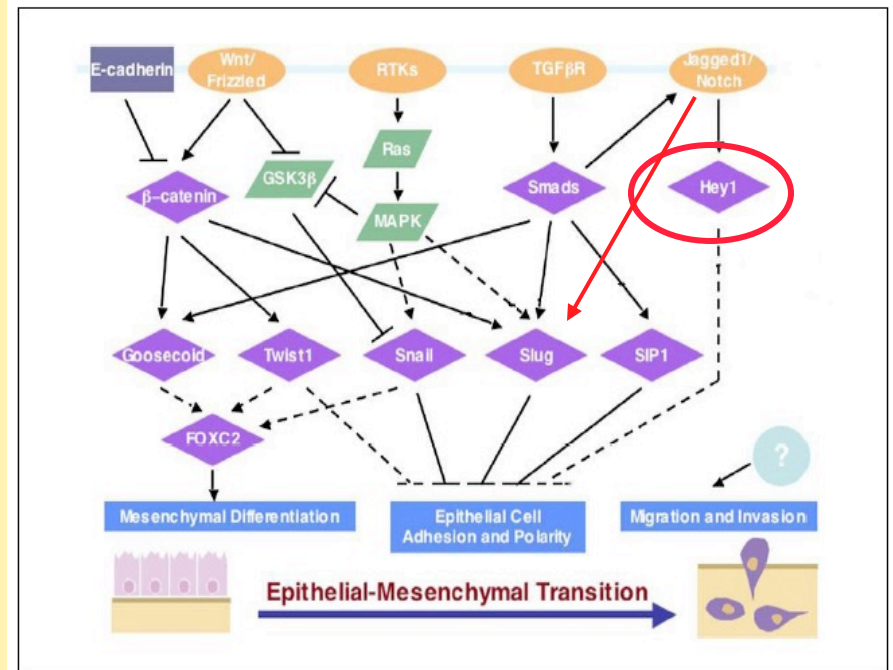 E-cadherin
Wnt/
Frizzled
RTKs
TGFβR
Jagged1/
Notch
Ras
GSK3β
β–catenin
Smads
Hey1
MAPK
Goosecoid
Twist1
Snail
Slug
SIP1
FOXC2
?
Mesenchymal Differentiation
Epithelial Cell
Adhesion and Polarity
Migration and Invasion
Epithelial-Mesenchymal Transition